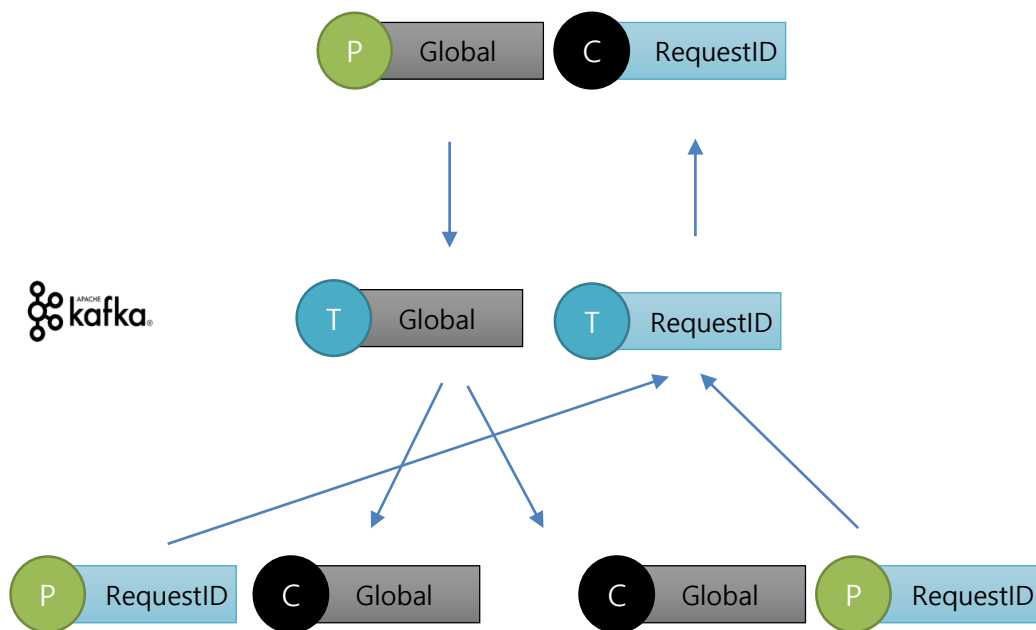 P Global C RequestID
APACHE
kafka®
T Global T RequestID
P RequestID C Global C Global P RequestID